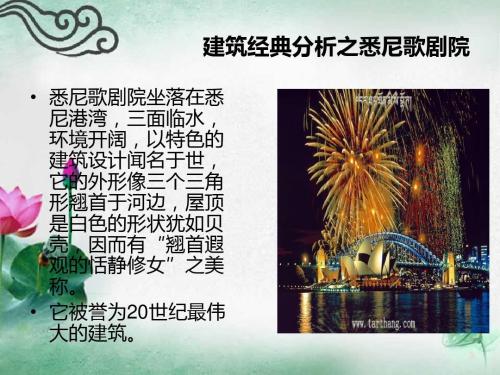 建筑经典分析之悉尼歌剧院
• 悉尼歌剧院坐落在悉
尼港湾，三面临水，
环境开阔，以特色的
建筑设计闻名于世，
它的外形像三个三角
形翘首于河边，屋顶
是白色的形状犹如贝
壳，因而有“翘首遐
观的恬静修女”之美
称。
• 它被誉为20世纪最伟
大的建筑。
www.tarthang.com